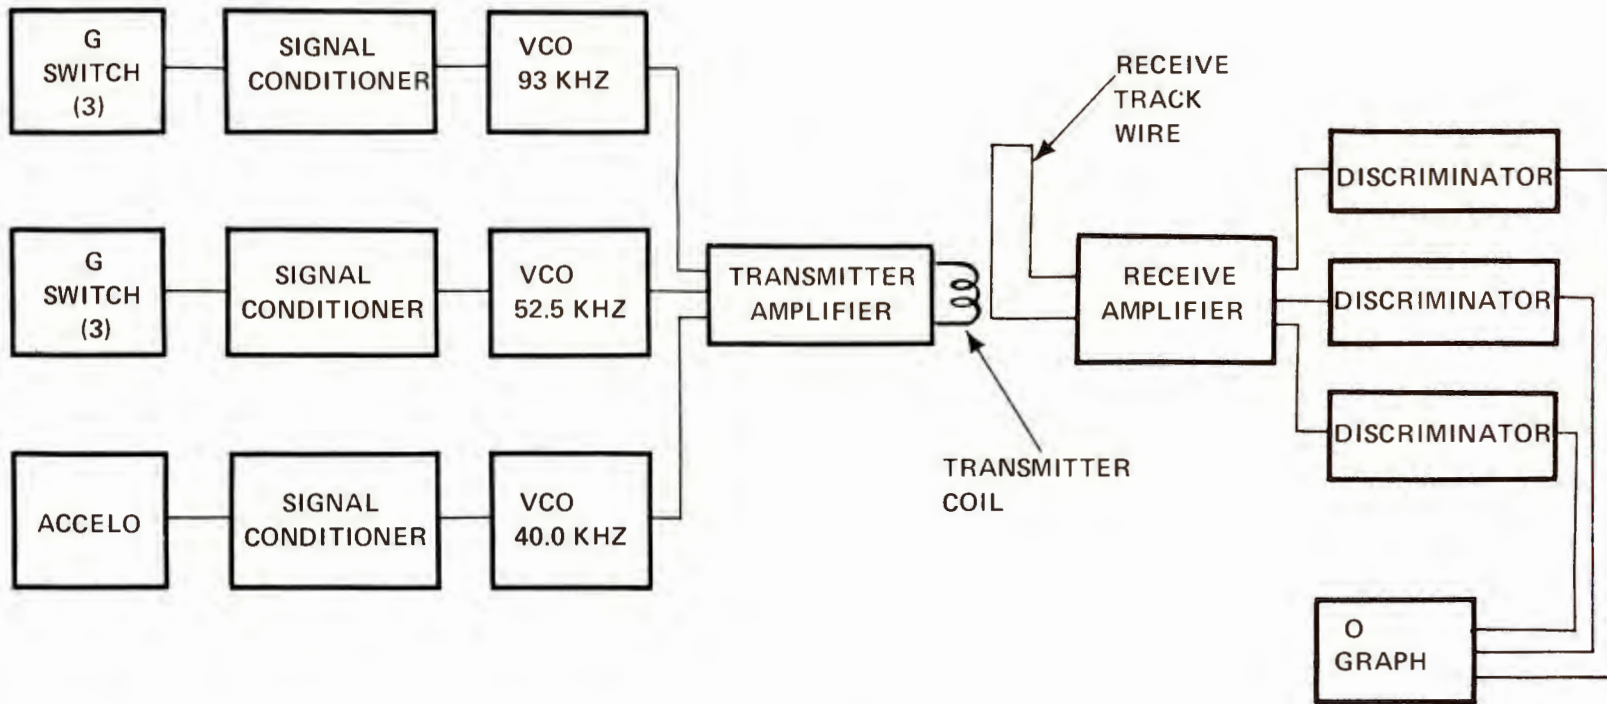 G
SWITCH
(3)
SIGNAL
CONDITIONER
VCO
93 KHZ
G
SWITCH
(3)
SIGNAL
CONDITIONER
VCO
52.5 KHZ
ACCELO
SIGNAL
CONDITIONER
VCO
40.0 KHZ
TRANSMITTER
AMPLIFIER
TRANSMITTER
COIL
RECEIVE
TRACK
WIRE
RECEIVE
AMPLIFIER
DISCRIMINATOR
DISCRIMINATOR
DISCRIMINATOR
O
GRAPH